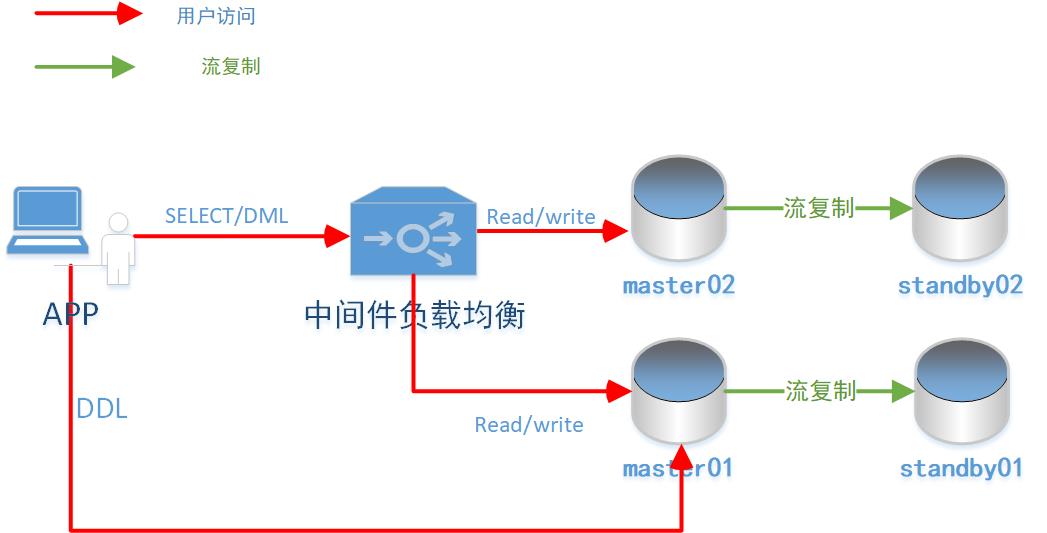 用户访问
流复制
SELECT/DML
Read/write
流复制
master02
standby02
APP
中间件负载均衡
流复制
DDL
Read/write
master01
standby01